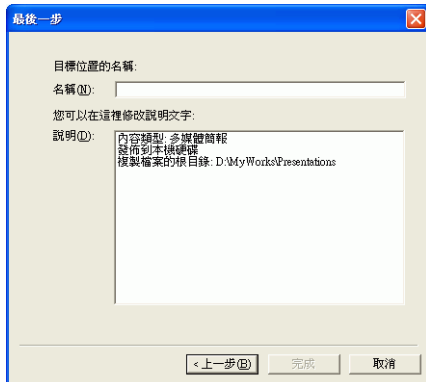 最後一步
目標位置的名稱:
名稱(N):
您可以在這裡修改說明文字:
說明(D):
內容類型: 多媒體簡報
發佈到本機硬碟
複製檔案的根目錄: D:\MyWorks\Presentations
<上一步(B)
完成
取消